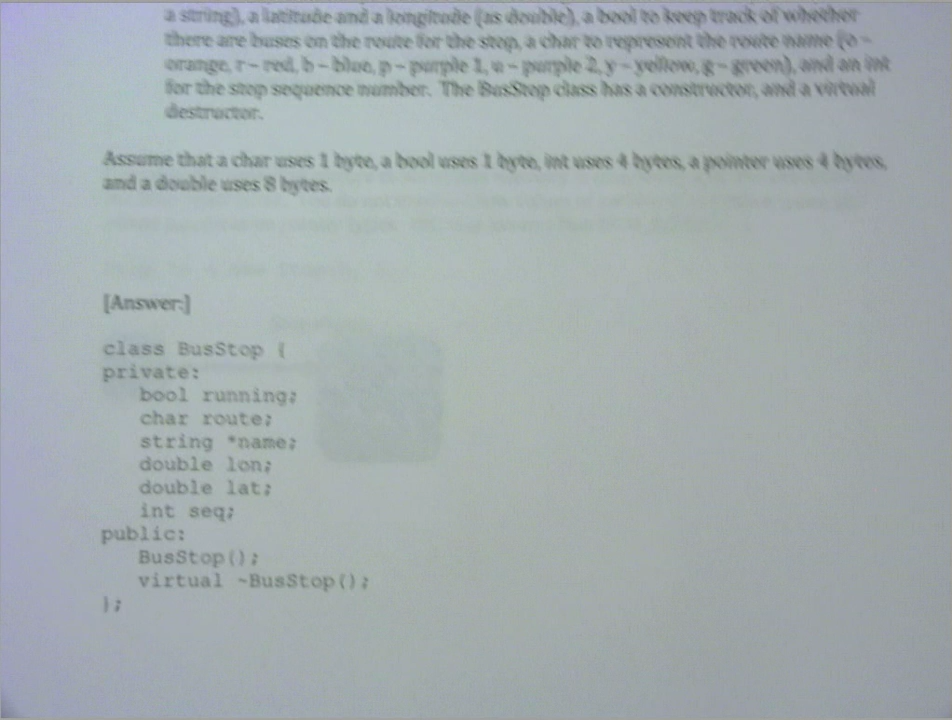 a string), a latitude and a longitude (as double), a bool to keep track of whether
there are buses on the route for the stop, a char to represent the route name (o –
orange, r – red, b – blue, p – purple 1, u – purple 2, y – yellow, g – green), and an int
for the stop sequence number. The BusStop class has a constructor, and a virtual
destructor.
Assume that a char uses 1 byte, a bool uses 1 byte, int uses 4 bytes, a pointer uses 4 bytes,
and a double uses 8 bytes.
[Answer:]
class BusStop {
private:
bool running;
char route;
string *name;
double lon;
double lat;
int seq;
public:
BusStop();
virtual ~BusStop();
};